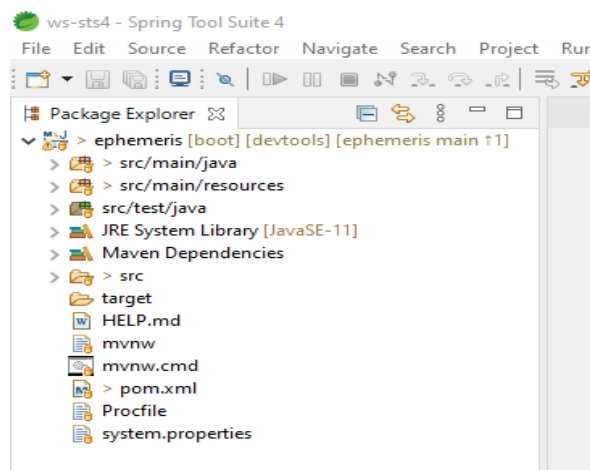 ws-sts4 - Spring Tool Suite 4
File Edit Source Refactor Navigate Search Project Run
Package Explorer
> ephemeris [boot] [devtools] [ephemeris main ↑1]
> src/main/java
> src/main/resources
src/test/java
JRE System Library [JavaSE-11]
Maven Dependencies
> src
target
HELP.md
mvnw
mvnw.cmd
> pom.xml
Procfile
system.properties